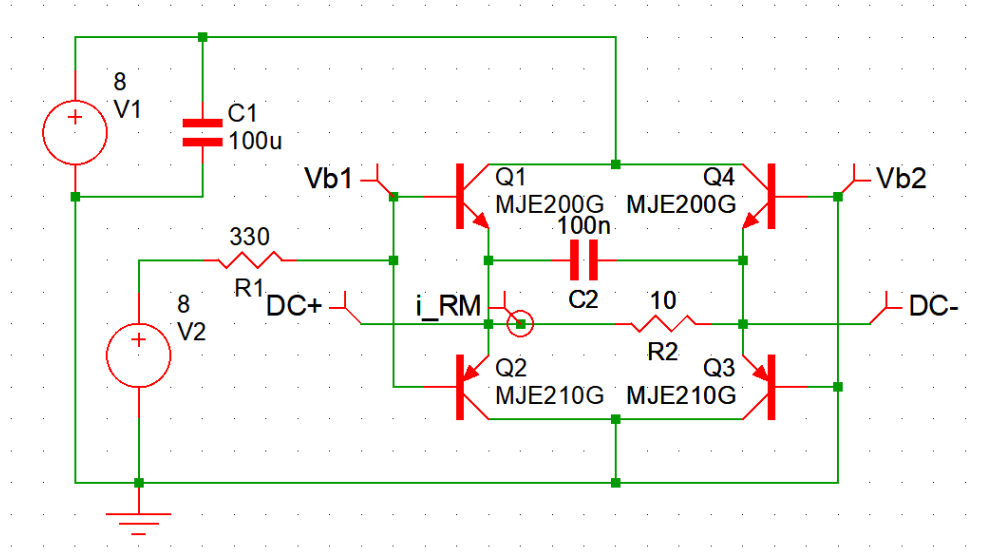 8
V1
C1
100u
Vb1
Q1
MJE200G
Q4
MJE200G
Vb2
100n
C2
330
R1
DC+
i_RM
10
R2
DC-
8
V2
Q2
MJE210G
Q3
MJE210G